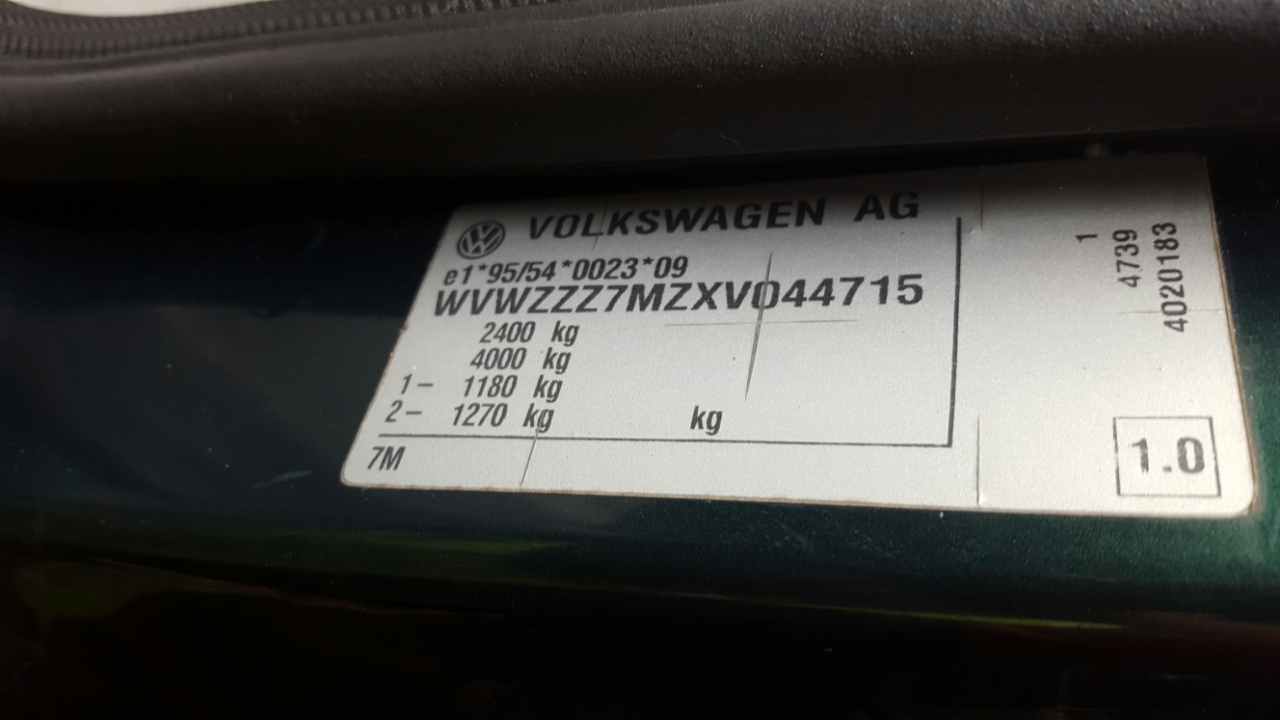 VOLKSWAGEN AG
e1*95/54*0023*09
WVWZZZ7MZXV044715
2400 kg
4000 kg
1- 1180 kg
2- 1270 kg kg
7M
1
4739
4020183
1.0